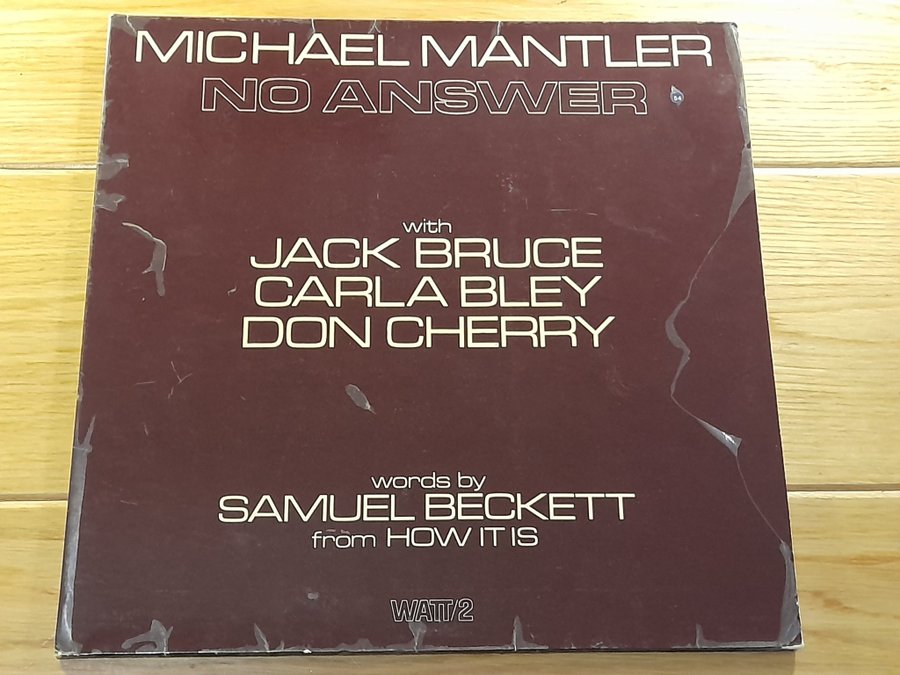 MICHAEL MANTLER
NO ANSWER
54
with
JACK BRUCE
CARLA BLEY
DON CHERRY
words by
SAMUEL BECKETT
from HOW IT IS
WATT/2